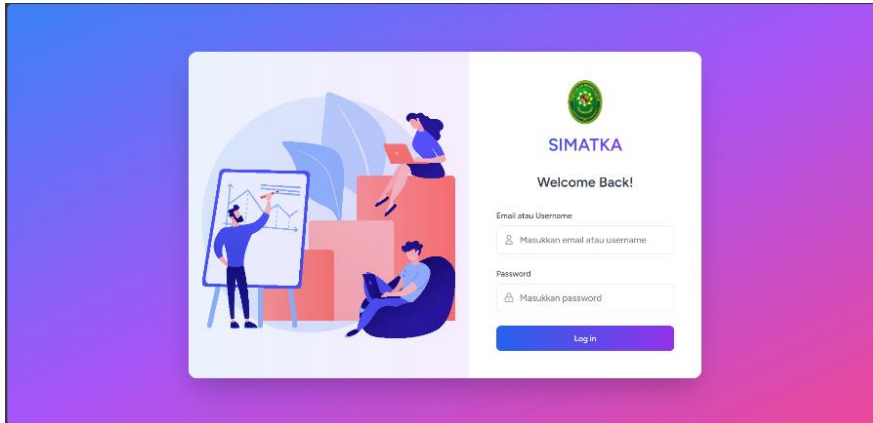 SIMATKA
Welcome Back!
Email atau Username
Masukkan email atau username
Password
Masukkan password
Log in